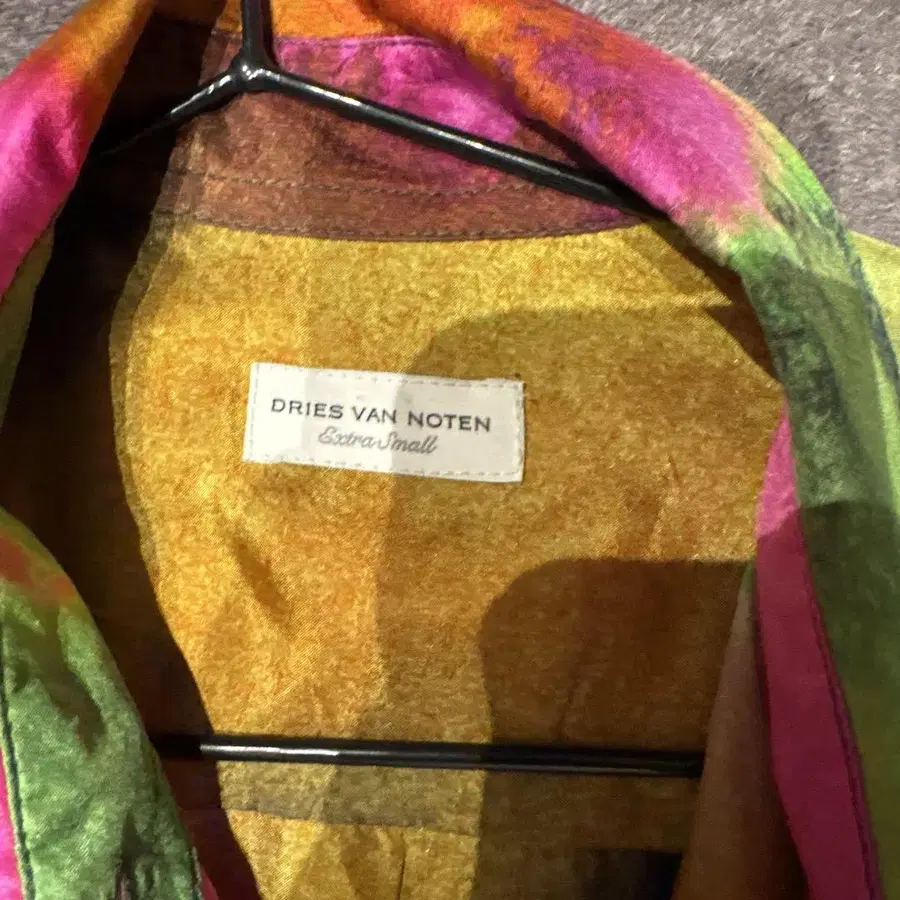 DRIES VAN NOTEN
Extra Small